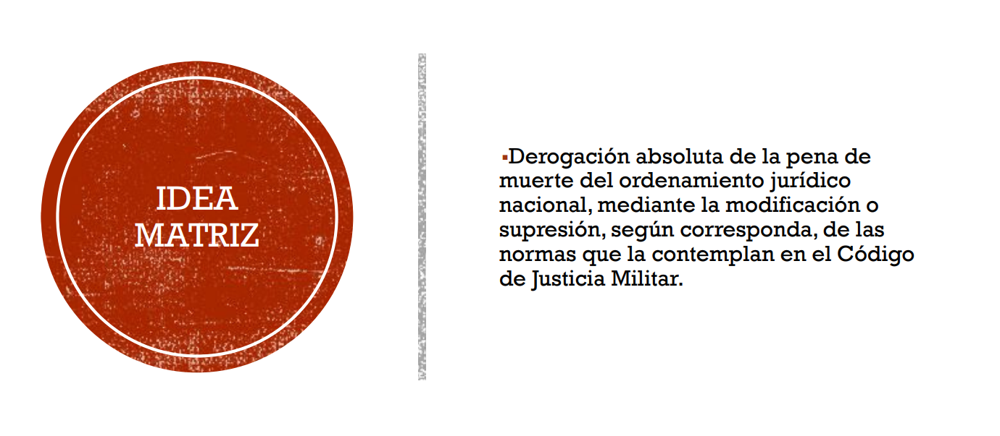 IDEA
MATRIZ
▪Derogación absoluta de la pena de
muerte del ordenamiento jurídico
nacional, mediante la modificación o
supresión, según corresponda, de las
normas que la contemplan en el Código
de Justicia Militar.